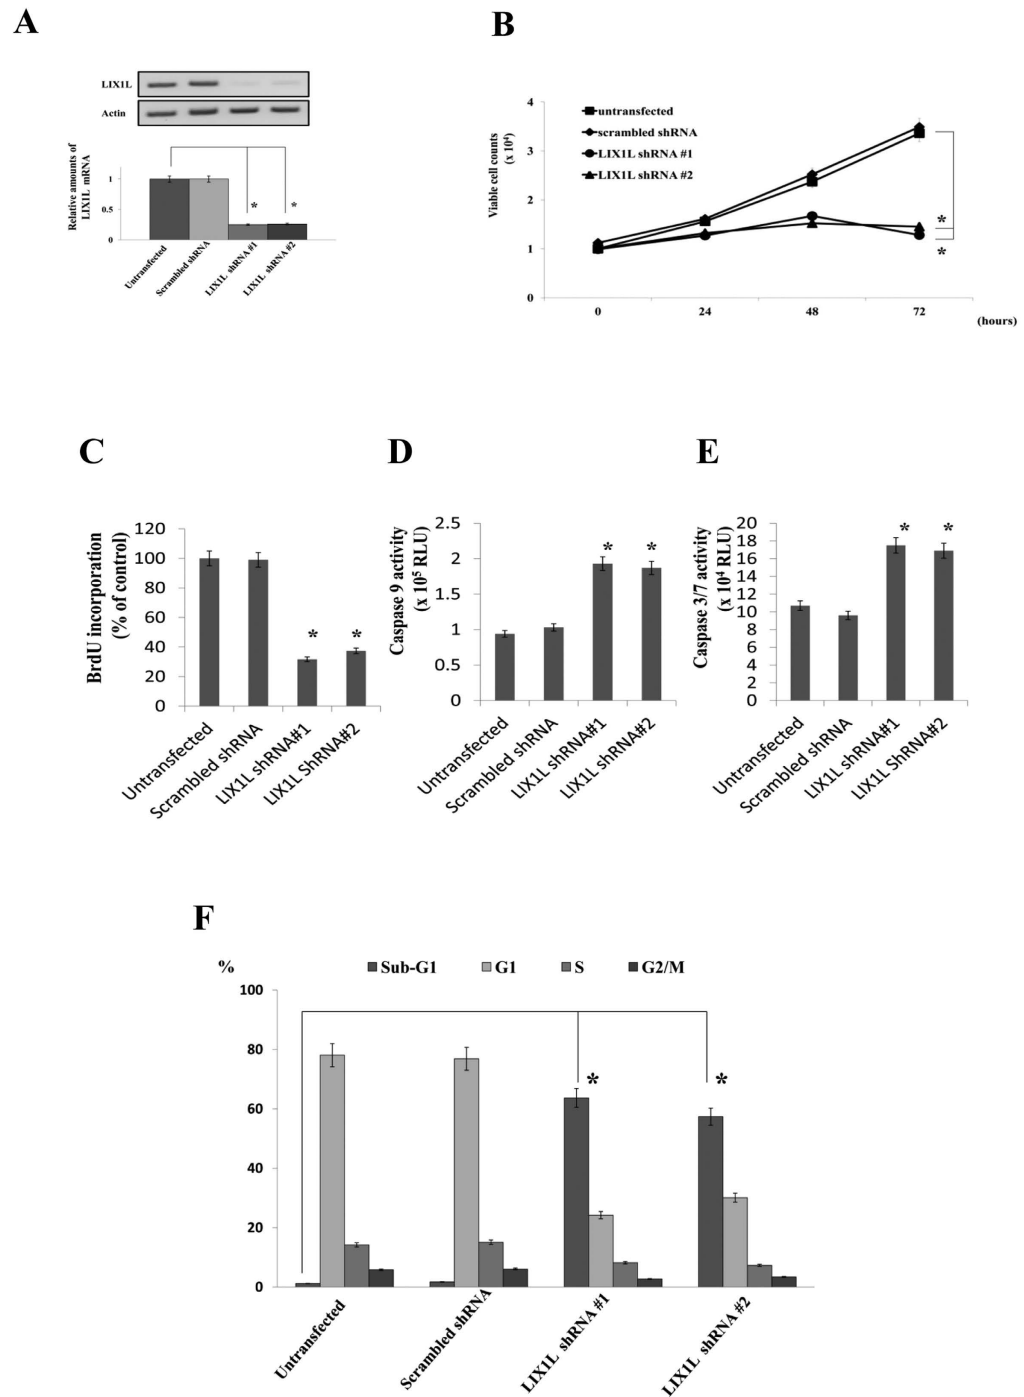 A
LIX1L
Actin
Relative amounts of
LIX1L mRNA
1
0.5
0
*
*
Untransfected
Scrambled shRNA
LIX1L shRNA #1
LIX1L shRNA #2
B
Viable cell counts
(x 10⁴)
4
3
2
1
0
untransfected
scrambled shRNA
LIX1L shRNA #1
LIX1L shRNA #2
*
*
0
24
48
72
(hours)
C
BrdU incorporation
(% of control)
120
100
80
60
40
20
0
*
*
Untransfected
Scrambled shRNA
LIX1L shRNA#1
LIX1L ShRNA#2
D
Caspase 9 activity
(x 10⁵ RLU)
2.5
2
1.5
1
0.5
0
*
*
Untransfected
Scrambled shRNA
LIX1L shRNA#1
LIX1L ShRNA#2
E
Caspase 3/7 activity
(x 10⁴ RLU)
20
18
16
14
12
10
8
6
4
2
0
*
*
Untransfected
Scrambled shRNA
LIX1L shRNA#1
LIX1L ShRNA#2
F
%
Sub-G1
G1
S
G2/M
100
80
60
40
20
0
*
*
Untransfected
Scrambled shRNA
LIX1L shRNA #1
LIX1L shRNA #2